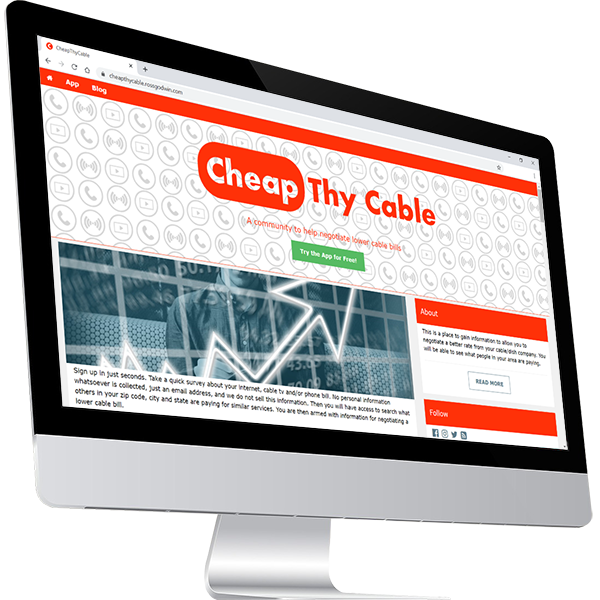 CheapThyCable
cheapthycable.rossgodwin.com
App Blog
Cheap Thy Cable
A community to help negotiate lower cable bills !
Try the App for Free!
Sign up in just seconds. Take a quick survey about your internet, cable tv and/or phone bill. No personal information
whatsoever is collected, just an email address, and we do not sell this information. Then you will have access to search what
others in your zip code, city and state are paying for similar services. You are then armed with information for negotiating a
lower cable bill.
About
This is a place to gain information to allow you to
negotiate a better rate from your cable/dish company. You
will be able to see what people in your area are paying.
READ MORE
Follow